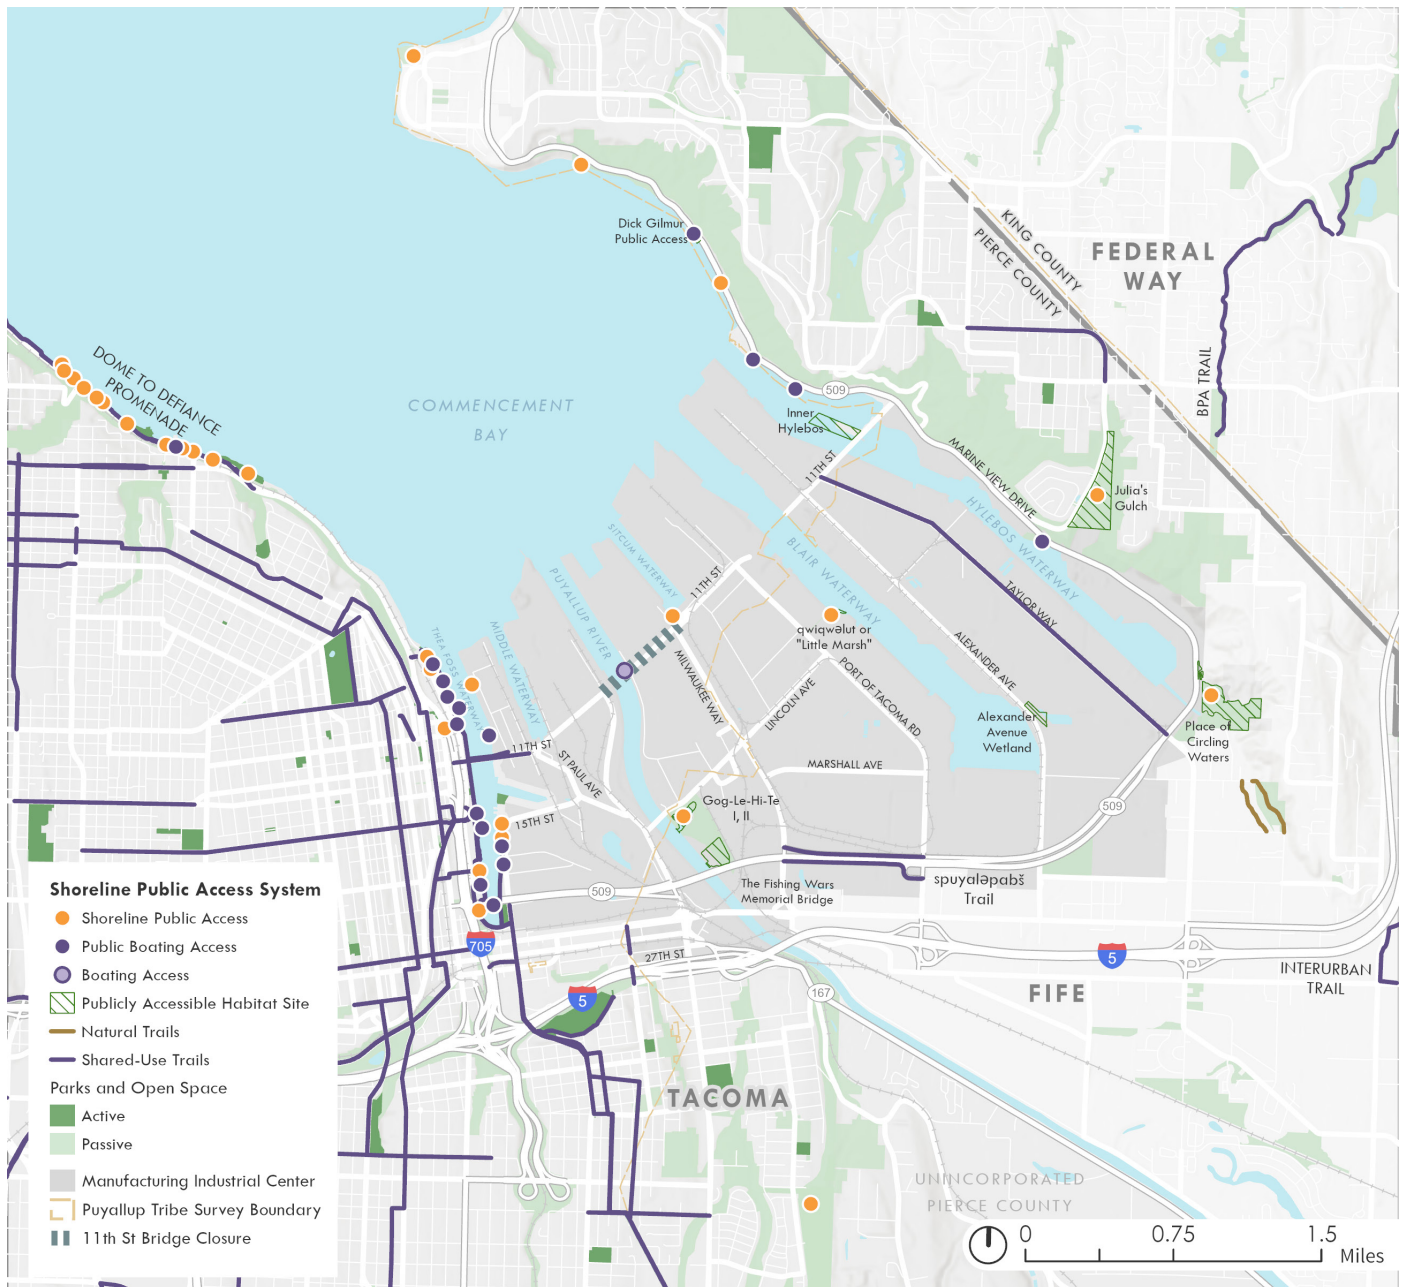 Dick Gilmur
Public Access
KING COUNTY
PIERCE COUNTY
FEDERAL
WAY
BPA TRAIL
DOME TO DEFIANCE
PROMENADE
COMMENCEMENT
BAY
509
Inner
Hylebos
11TH ST
MARINE VIEW DRIVE
HYLEBOS WATERWAY
Julia's
Gulch
SITCUM WATERWAY
PUYALLUP RIVER
MIDDLE WATERWAY
THEA FOSS WATERWAY
11TH ST
BLAIR WATERWAY
TAYLOR WAY
qwiqwəlut or
"Little Marsh"
ALEXANDER AVE
MILWAUKEE WAY
LINCOLN AVE
PORT OF TACOMA RD
Alexander
Avenue
Wetland
Place of
Circling
Waters
11TH ST
ST PAUL AVE
MARSHALL AVE
Gog-Le-Hi-Te
I, II
15TH ST
509
509
The Fishing Wars
Memorial Bridge
spuyaləpabš
Trail
705
27TH ST
5
5
167
FIFE
INTERURBAN
TRAIL
TACOMA
UNINCORPORATED
PIERCE COUNTY
Shoreline Public Access System
Shoreline Public Access
Public Boating Access
Boating Access
Publicly Accessible Habitat Site
Natural Trails
Shared-Use Trails
Parks and Open Space
Active
Passive
Manufacturing Industrial Center
Puyallup Tribe Survey Boundary
11th St Bridge Closure
0 0.75 1.5
Miles